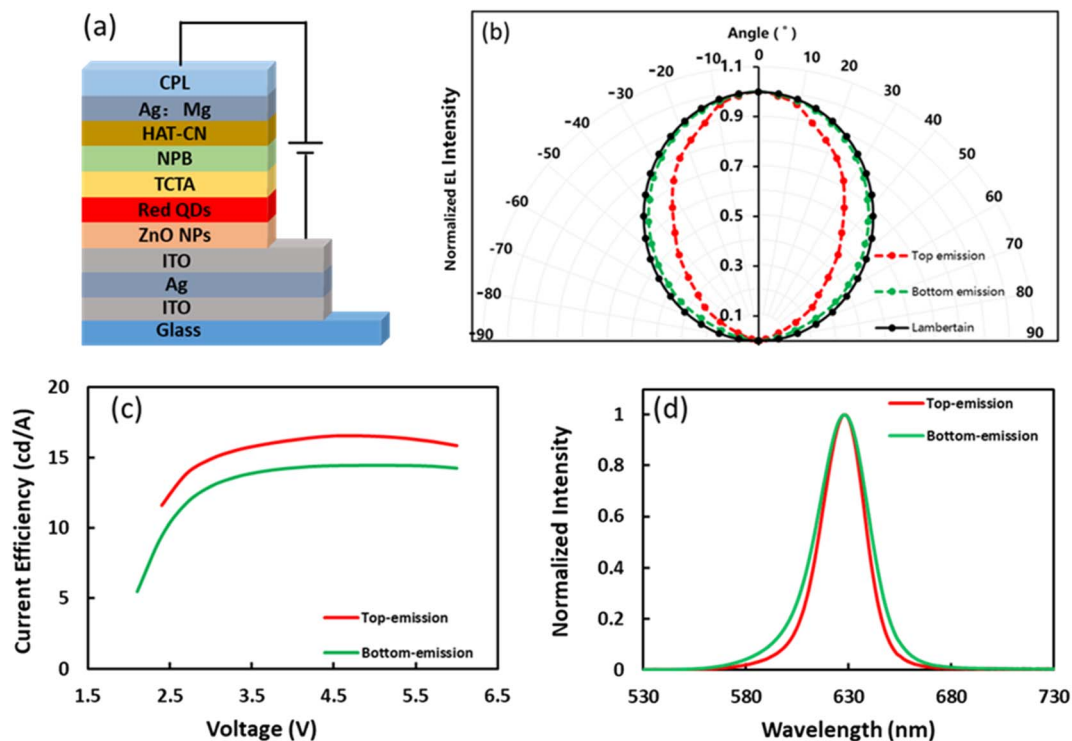 (a)
CPL
Ag： Mg
HAT-CN
NPB
TCTA
Red QDs
ZnO NPs
ITO
Ag
ITO
Glass
(b)
Angle (°)
-90
-80
-70
-60
-50
-40
-30
-20
-10
0
10
20
30
40
50
60
70
80
90
1.1
0.9
0.7
0.5
0.3
0.1
Normalized EL Intensity
Top emission
Bottom emission
Lambertain
(c)
20
15
10
5
0
1.5 2.5 3.5 4.5 5.5 6.5
Current Efficiency (cd/A)
Voltage (V)
Top-emission
Bottom-emission
(d)
1
0.8
0.6
0.4
0.2
0
530 580 630 680 730
Normalized Intensity
Wavelength (nm)
Top-emission
Bottom-emission